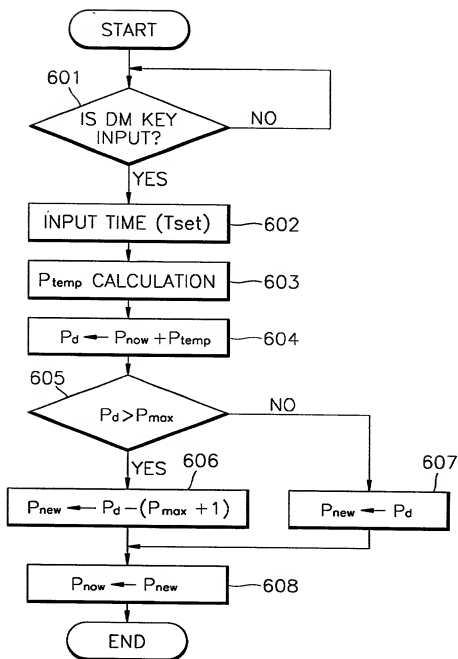 START
601
IS DM KEY
INPUT?
NO
YES
INPUT TIME (Tset)
602
Ptemp CALCULATION
603
Pd ← Pnow + Ptemp
604
605
Pd > Pmax
NO
YES
606
607
Pnew ← Pd - (Pmax + 1)
Pnew ← Pd
Pnow ← Pnew
608
END